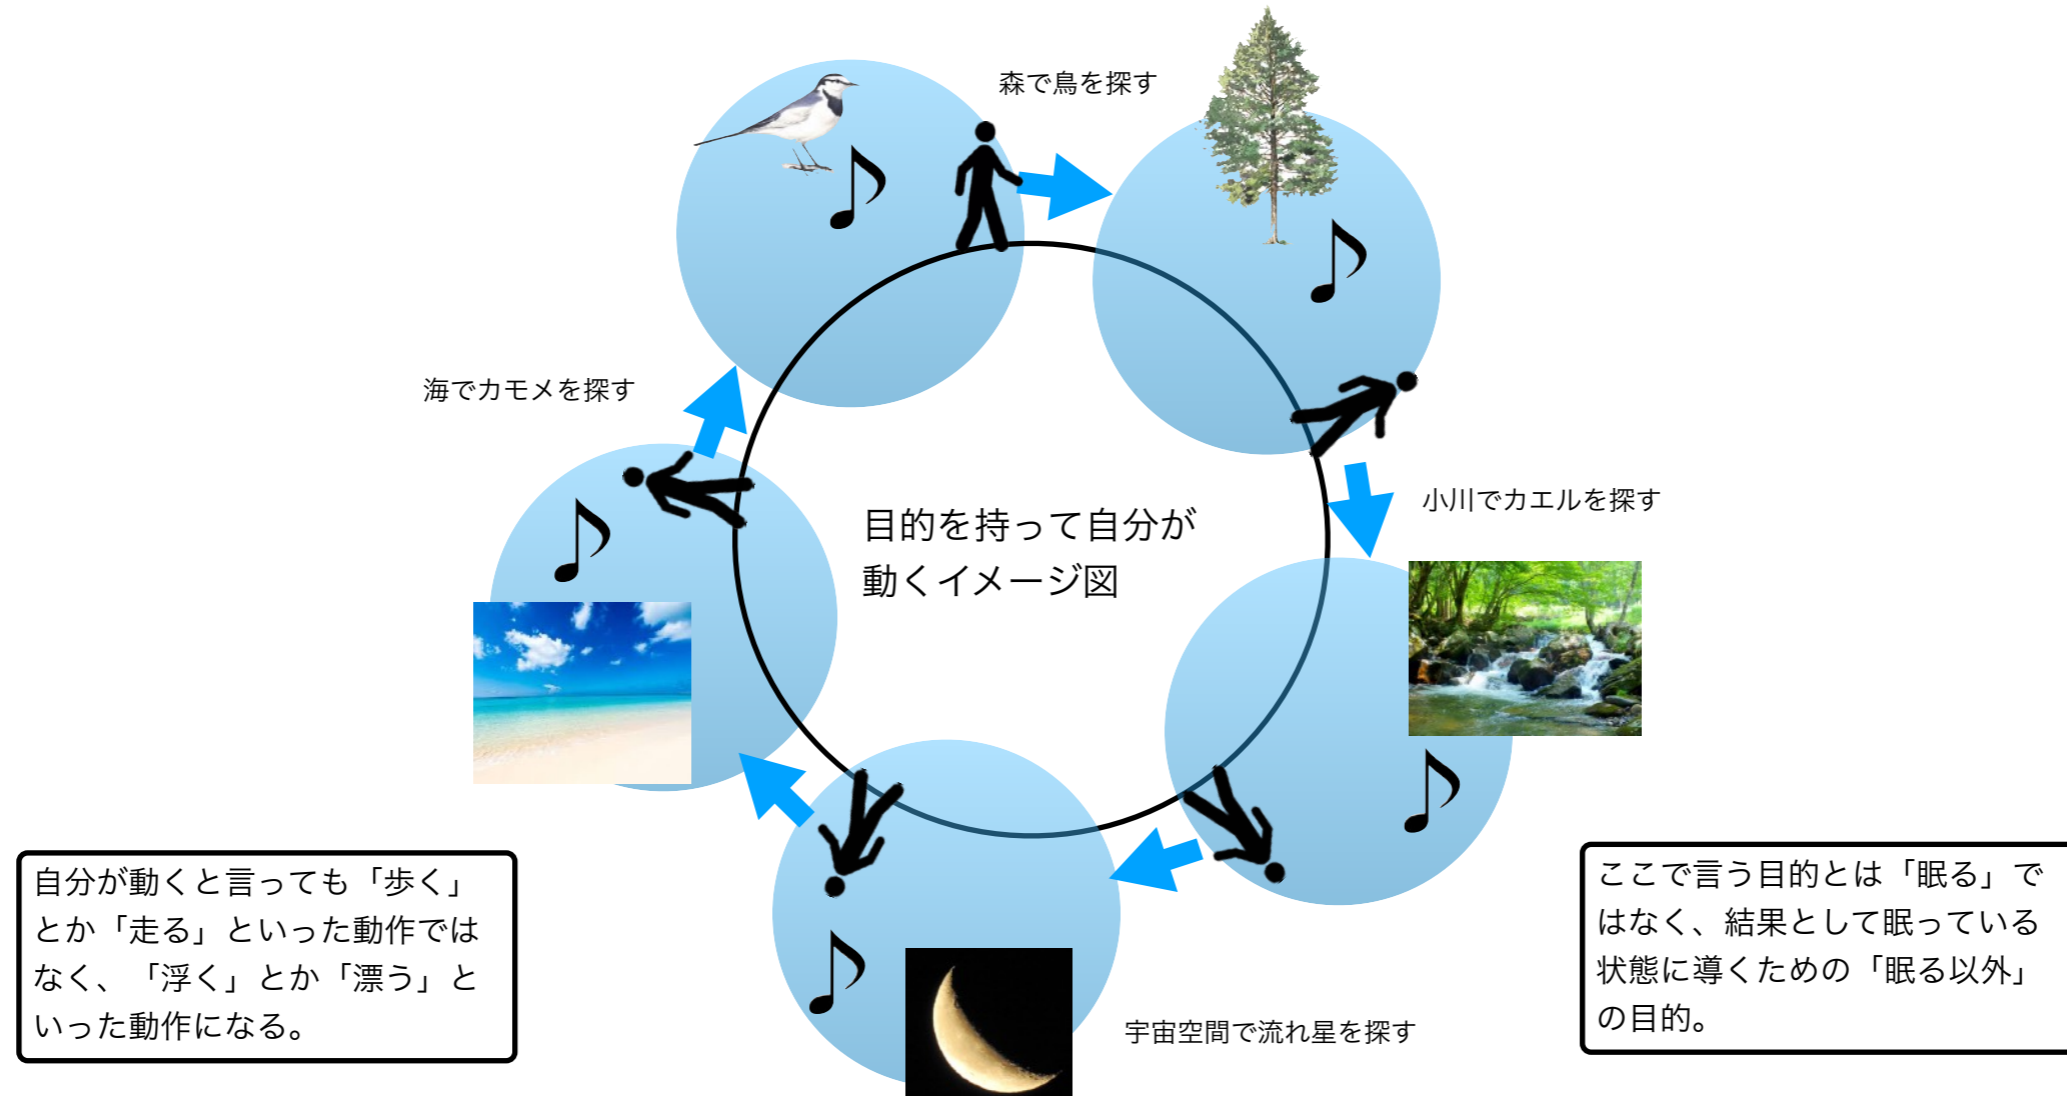 森で鳥を探す
海でカモメを探す
小川でカエルを探す
目的を持って自分が
動くイメージ図
自分が動くと言っても「歩く」
とか「走る」といった動作では
なく、「浮く」とか「漂う」と
いった動作になる。
ここで言う目的とは「眠る」で
はなく、結果として眠っている
状態に導くための「眠る以外」
の目的。
宇宙空間で流れ星を探す